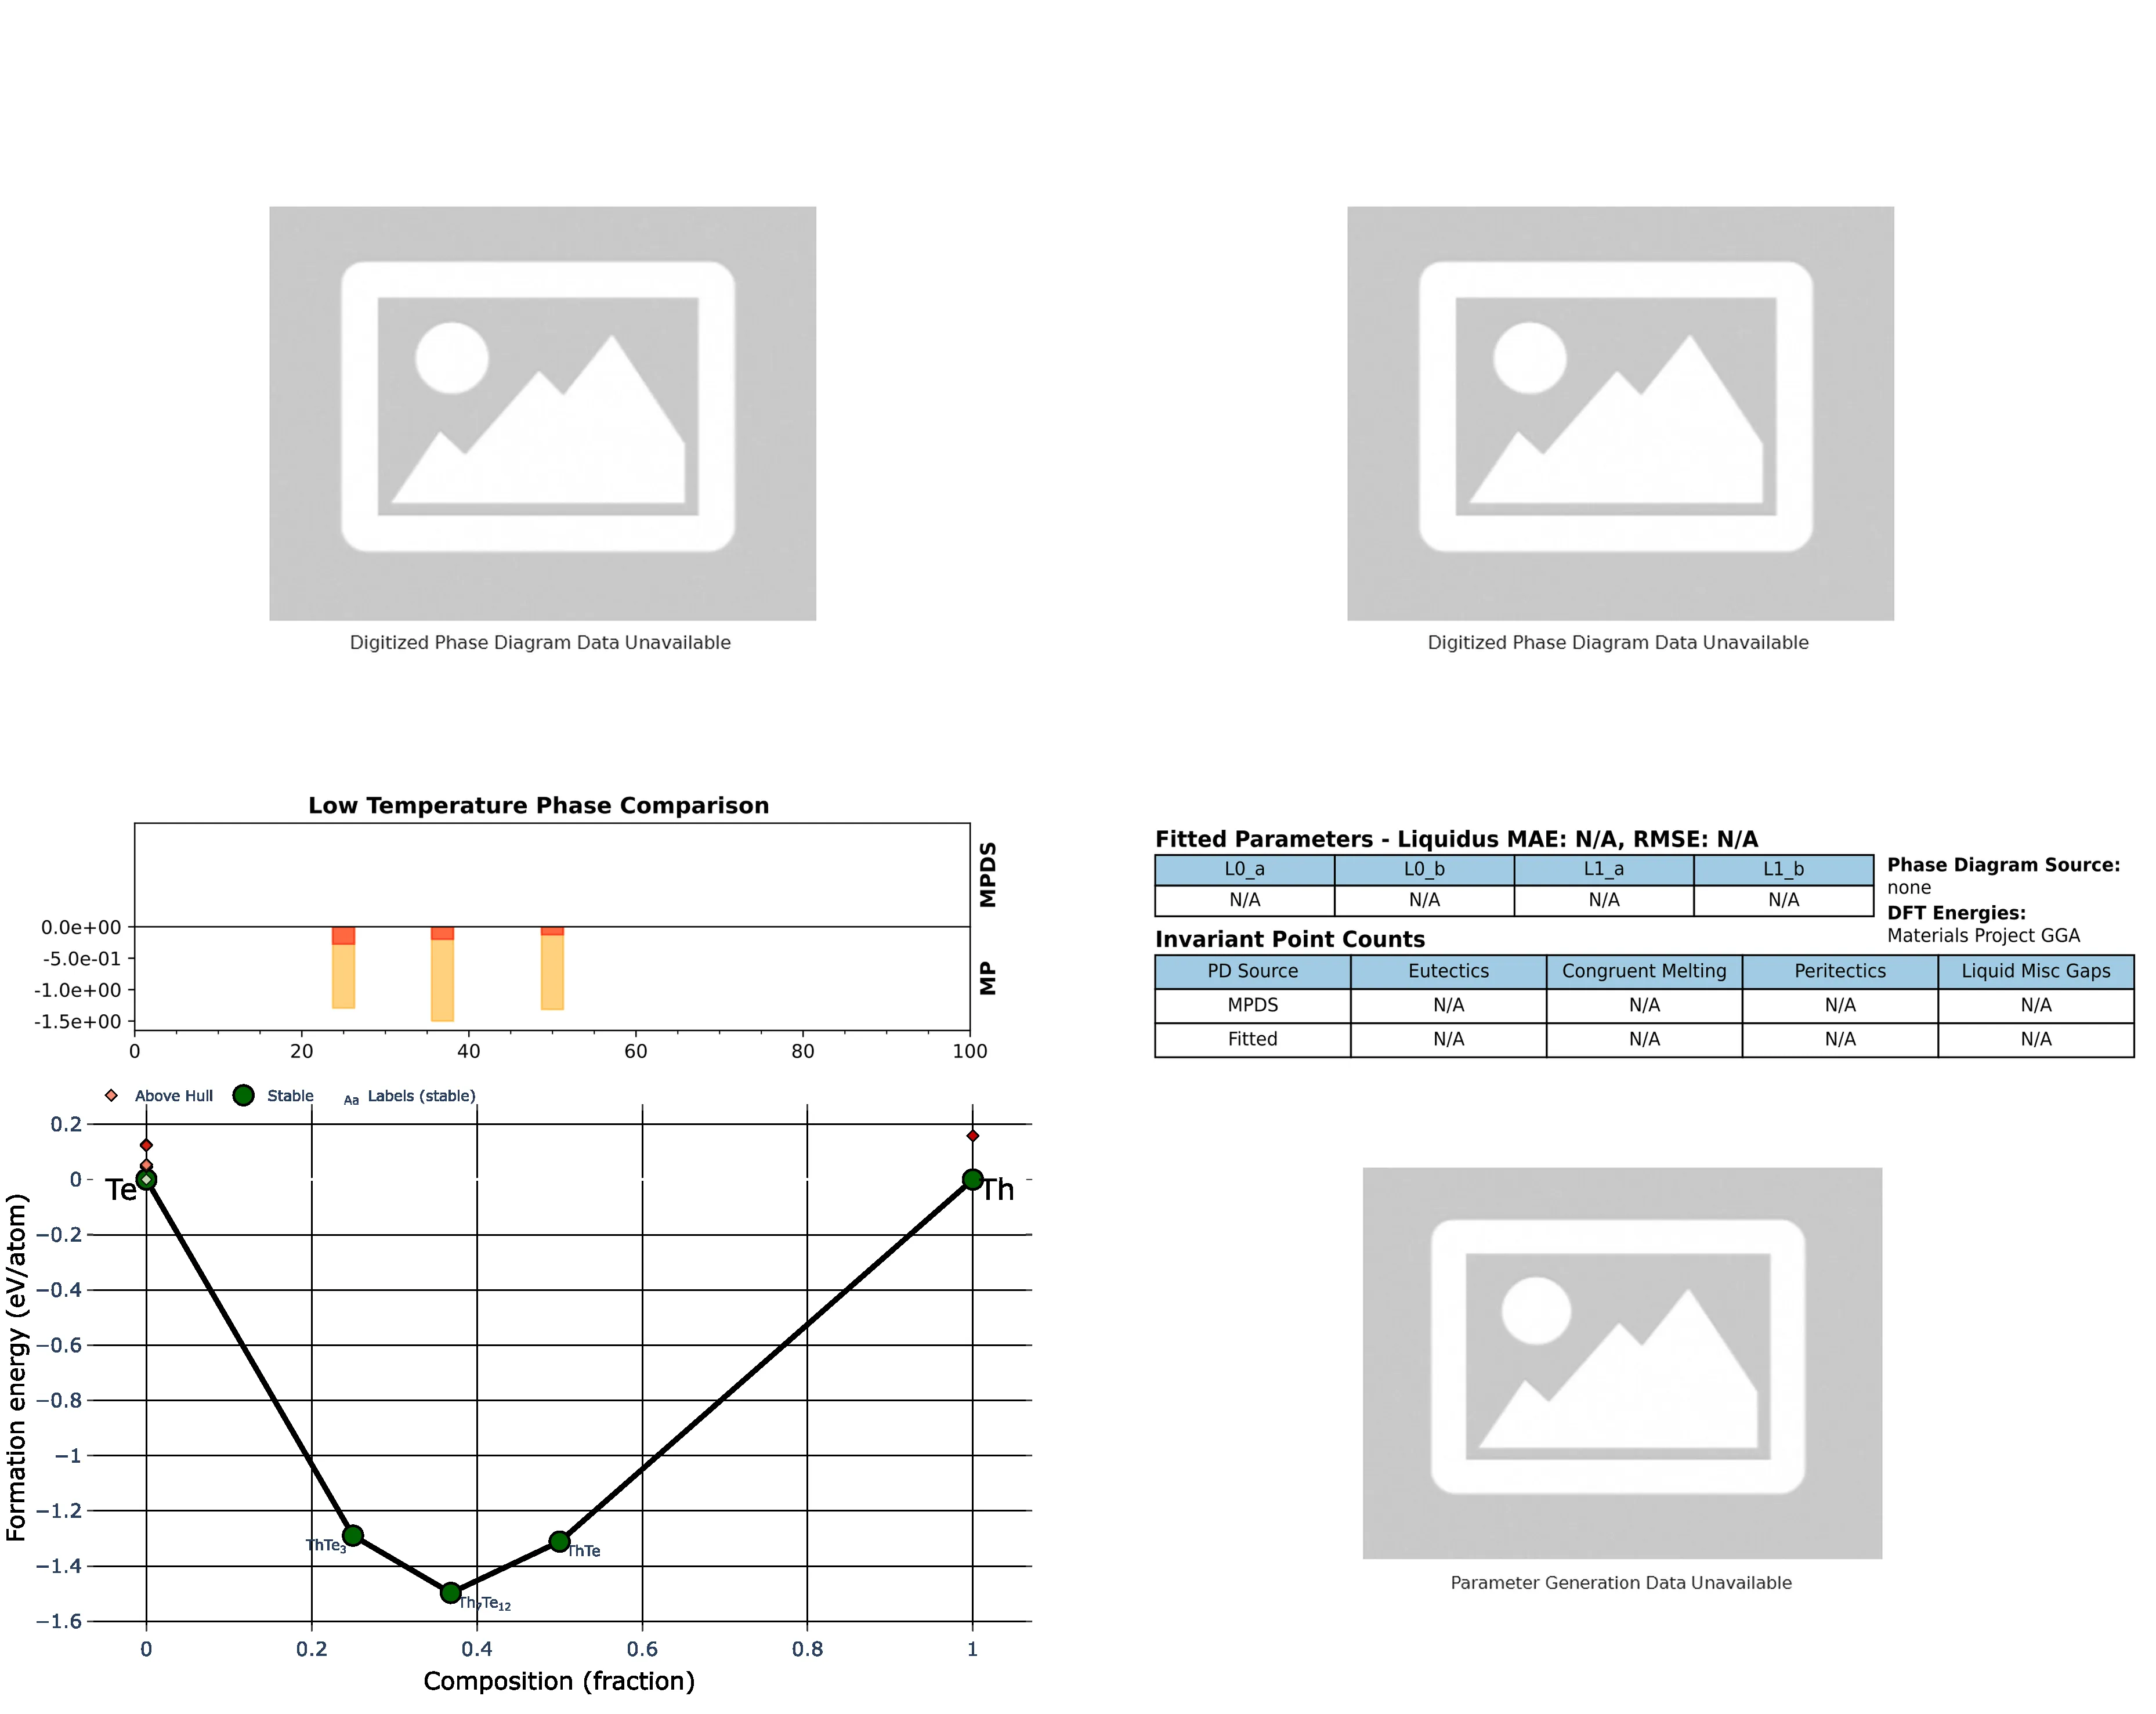 Digitized Phase Diagram Data Unavailable
Digitized Phase Diagram Data Unavailable
Low Temperature Phase Comparison
MPDS
MP
0.0e+00
-5.0e-01
-1.0e+00
-1.5e+00
0 20 40 60 80 100
Fitted Parameters - Liquidus MAE: N/A, RMSE: N/A
L0_a L0_b L1_a L1_b
N/A N/A N/A N/A
Phase Diagram Source:
none
DFT Energies:
Materials Project GGA
Invariant Point Counts
PD Source Eutectics Congruent Melting Peritectics Liquid Misc Gaps
MPDS N/A N/A N/A N/A
Fitted N/A N/A N/A N/A
Above Hull Stable Aa Labels (stable)
Formation energy (eV/atom)
0.2
0
−0.2
−0.4
−0.6
−0.8
−1
−1.2
−1.4
−1.6
Te
Th
ThTe3
ThTe
Th7Te12
0 0.2 0.4 0.6 0.8 1
Composition (fraction)
Parameter Generation Data Unavailable